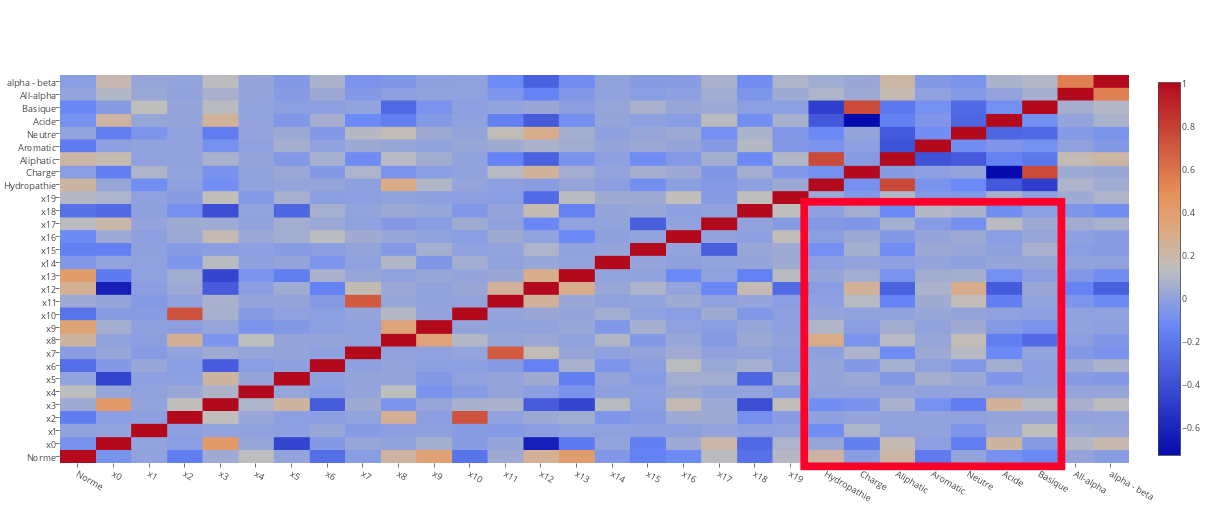 alpha - beta
All-alpha
Basique
Acide
Neutre
Aromatic
Aliphatic
Charge
Hydropathie
x19
x18
x17
x16
x15
x14
x13
x12
x11
x10
x9
x8
x7
x6
x5
x4
x3
x2
x1
x0
Norme
Norme x0 x1 x2 x3 x4 x5 x6 x7 x8 x9 x10 x11 x12 x13 x14 x15 x16 x17 x18 x19 Hydropathie Charge Aliphatic Aromatic Neutre Acide Basique All-alpha alpha - beta
1
0.8
0.6
0.4
0.2
0
−0.2
−0.4
−0.6